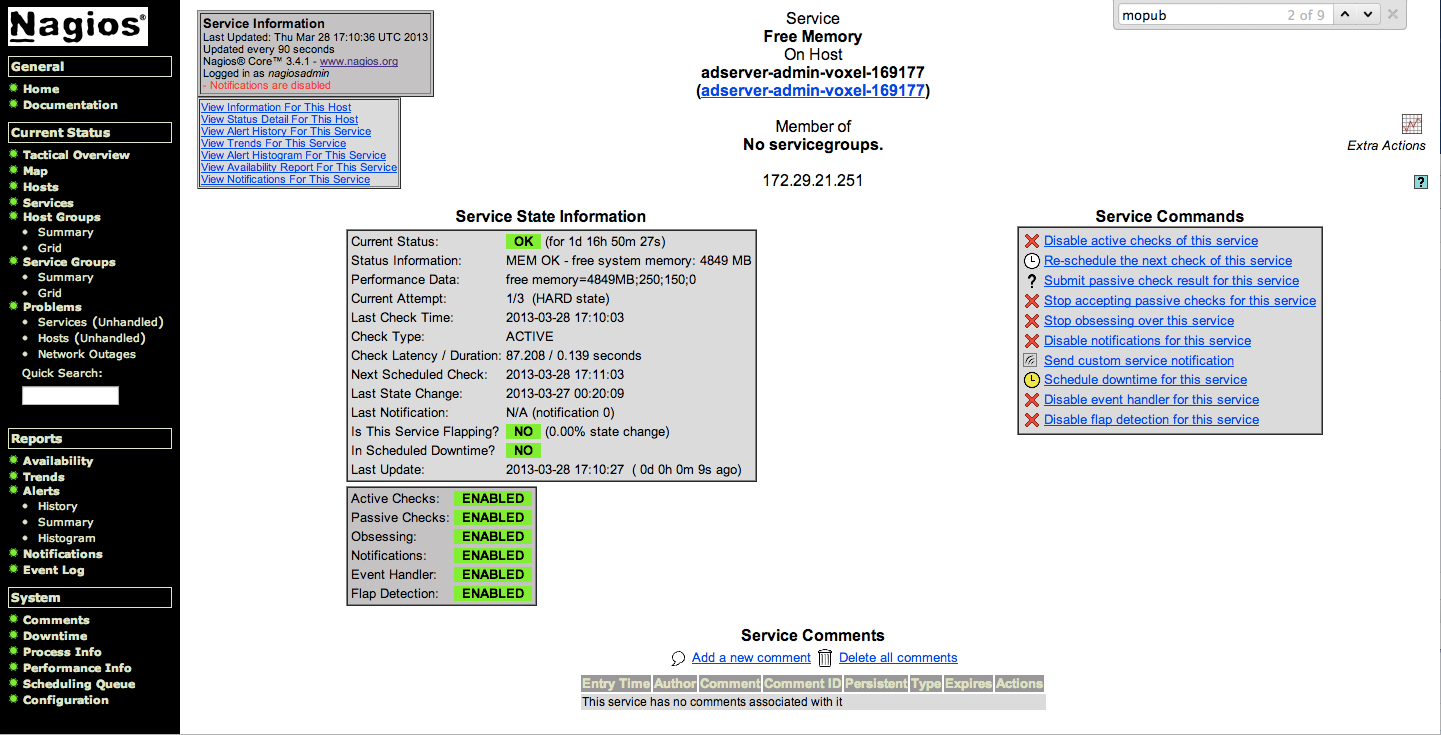 Nagios®
General
Home
Documentation
Current Status
Tactical Overview
Map
Hosts
Services
Host Groups
Summary
Grid
Service Groups
Summary
Grid
Problems
Services (Unhandled)
Hosts (Unhandled)
Network Outages
Quick Search:
Reports
Availability
Trends
Alerts
History
Summary
Histogram
Notifications
Event Log
System
Comments
Downtime
Process Info
Performance Info
Scheduling Queue
Configuration
Service Information
Last Updated: Thu Mar 28 17:10:36 UTC 2013
Updated every 90 seconds
Nagios® Core™ 3.4.1 - www.nagios.org
Logged in as nagiosadmin
- Notifications are disabled
View Information For This Host
View Status Detail For This Host
View Alert History For This Service
View Trends For This Service
View Alert Histogram For This Service
View Availability Report For This Service
View Notifications For This Service
Service
Free Memory
On Host
adserver-admin-voxel-169177
(adserver-admin-voxel-169177)
Member of
No servicegroups.
172.29.21.251
mopub 2 of 9
Extra Actions
?
Service State Information
Current Status: OK (for 1d 16h 50m 27s)
Status Information: MEM OK - free system memory: 4849 MB
Performance Data: free memory=4849MB;250;150;0
Current Attempt: 1/3 (HARD state)
Last Check Time: 2013-03-28 17:10:03
Check Type: ACTIVE
Check Latency / Duration: 87.208 / 0.139 seconds
Next Scheduled Check: 2013-03-28 17:11:03
Last State Change: 2013-03-27 00:20:09
Last Notification: N/A (notification 0)
Is This Service Flapping? NO (0.00% state change)
In Scheduled Downtime? NO
Last Update: 2013-03-28 17:10:27 ( 0d 0h 0m 9s ago)
Active Checks: ENABLED
Passive Checks: ENABLED
Obsessing: ENABLED
Notifications: ENABLED
Event Handler: ENABLED
Flap Detection: ENABLED
Service Commands
Disable active checks of this service
Re-schedule the next check of this service
? Submit passive check result for this service
Stop accepting passive checks for this service
Stop obsessing over this service
Disable notifications for this service
Send custom service notification
Schedule downtime for this service
Disable event handler for this service
Disable flap detection for this service
Service Comments
Add a new comment Delete all comments
Entry Time Author Comment Comment ID Persistent Type Expires Actions
This service has no comments associated with it